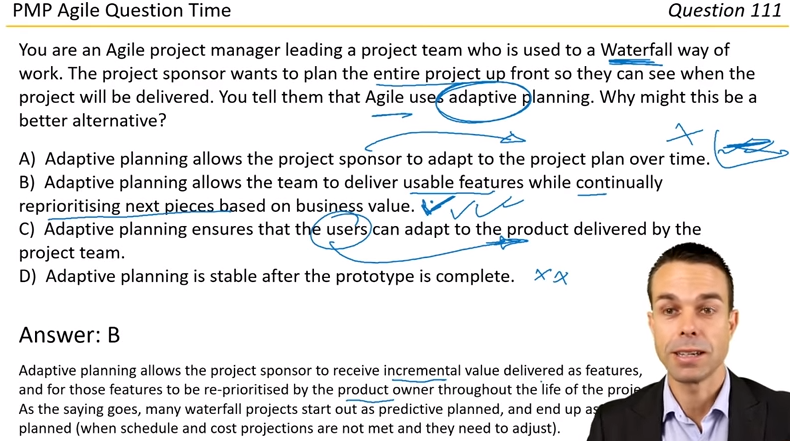 PMP Agile Question Time
Question 111
You are an Agile project manager leading a project team who is used to a Waterfall way of
work. The project sponsor wants to plan the entire project up front so they can see when the
project will be delivered. You tell them that Agile uses adaptive planning. Why might this be a
better alternative?
A) Adaptive planning allows the project sponsor to adapt to the project plan over time.
B) Adaptive planning allows the team to deliver usable features while continually
reprioritising next pieces based on business value.
C) Adaptive planning ensures that the users can adapt to the product delivered by the
project team.
D) Adaptive planning is stable after the prototype is complete.
Answer: B
Adaptive planning allows the project sponsor to receive incremental value delivered as features,
and for those features to be re-prioritised by the product owner throughout the life of the
As the saying goes, many waterfall projects start out as predictive planned, and end up as
planned (when schedule and cost projections are not met and they need to adjust).